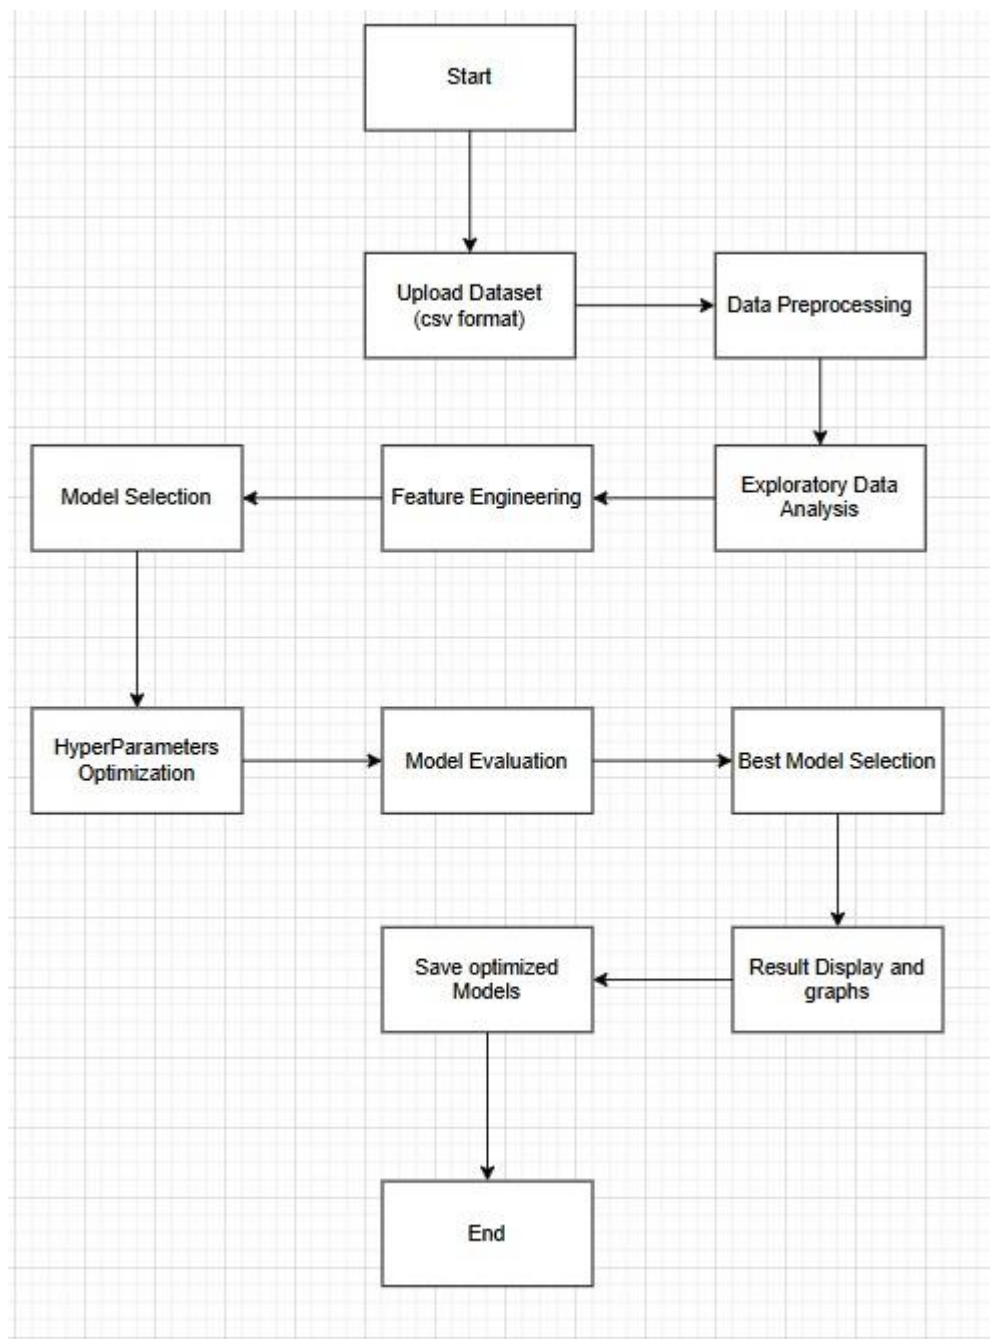 Start
Upload Dataset
(csv format)
Data Preprocessing
Exploratory Data
Analysis
Feature Engineering
Model Selection
HyperParameters
Optimization
Model Evaluation
Best Model Selection
Result Display and
graphs
Save optimized
Models
End